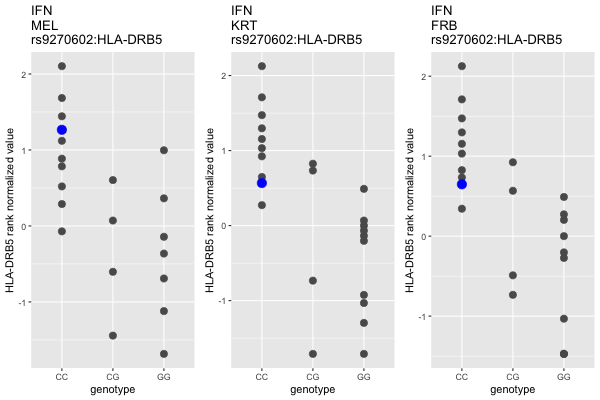 IFN
MEL
rs9270602:HLA-DRB5
HLA-DRB5 rank normalized value
2
1
0
-1
CC CG GG
genotype
IFN
KRT
rs9270602:HLA-DRB5
HLA-DRB5 rank normalized value
2
1
0
-1
CC CG GG
genotype
IFN
FRB
rs9270602:HLA-DRB5
HLA-DRB5 rank normalized value
2
1
0
-1
CC CG GG
genotype